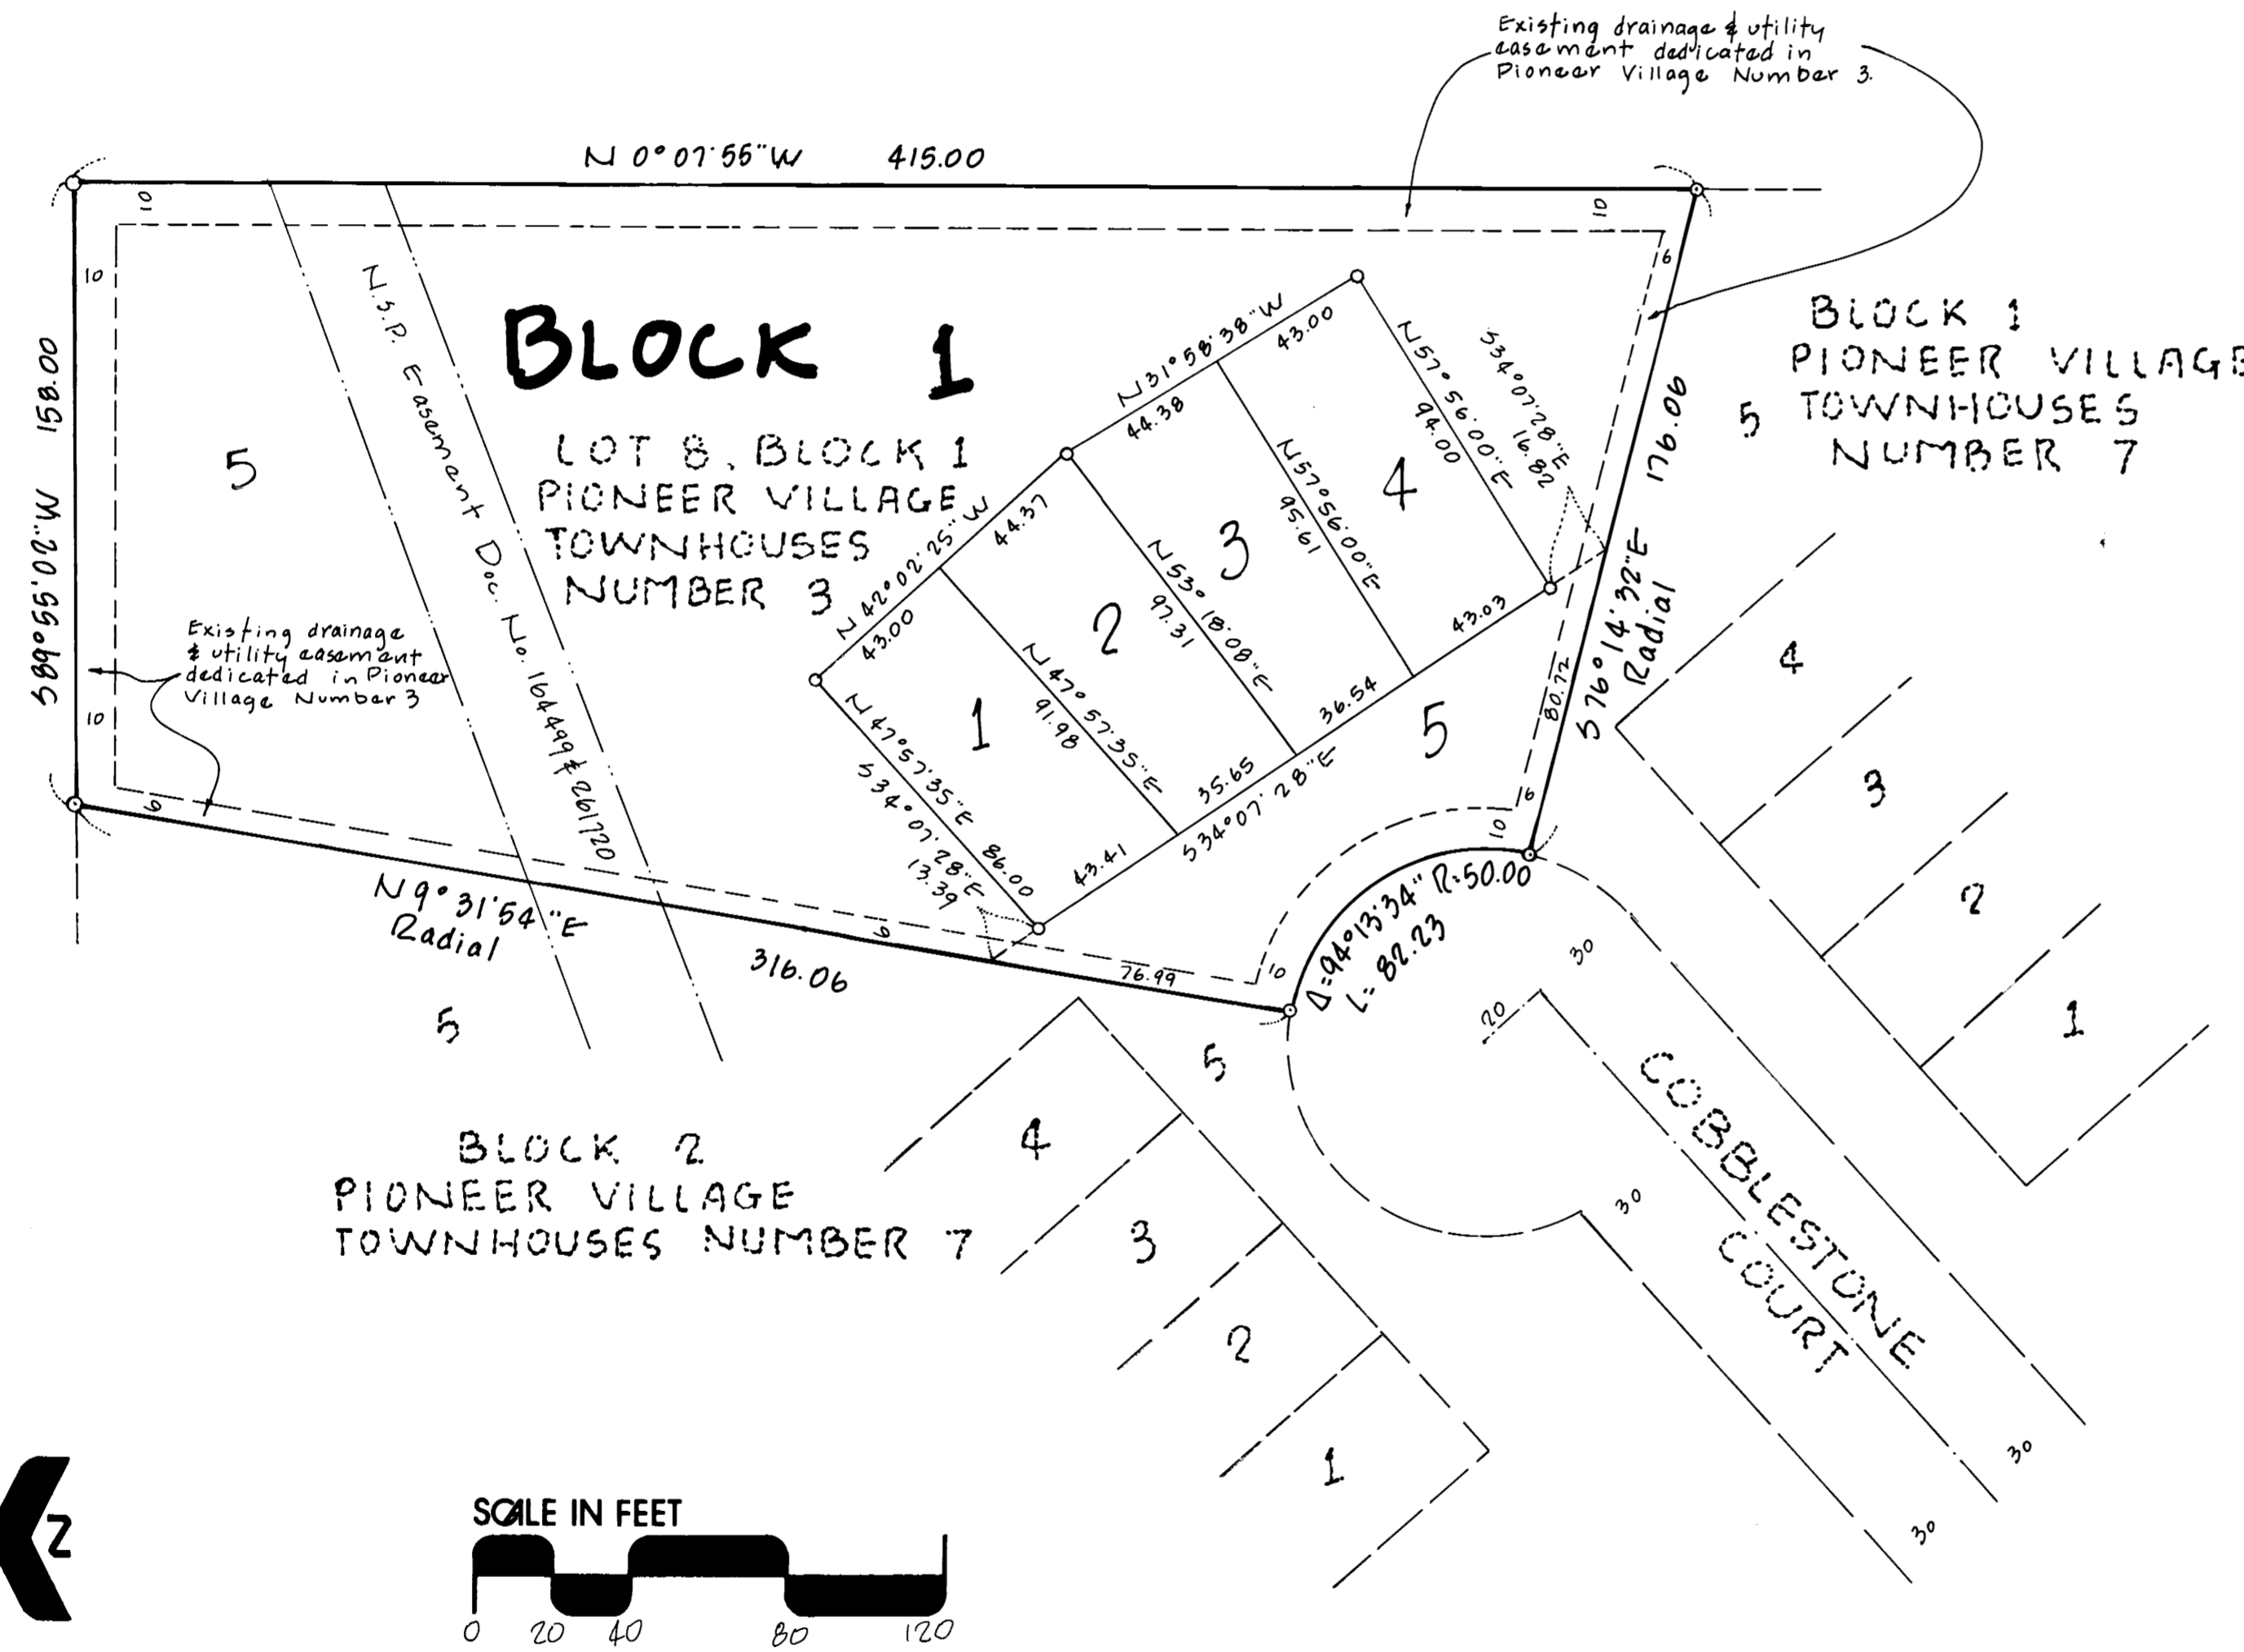 Existing drainage & utility
easement dedicated in
Pioneer Village Number 3.
N 0° 07' 55" W 415.00
10
10
10
6
S89°55'02"W 158.00
10
10
6
6
5
N.S.P. Easement Doc. No. 1644991 & 261720
BLOCK 1
LOT 8, BLOCK 1
PIONEER VILLAGE
TOWNHOUSES
NUMBER 3
Existing drainage
& utility easement
dedicated in Pioneer
Village Number 3
N 31° 58' 38" W
43.00
44.38
N 42° 02' 25" W
44.37
43.00
N57° 56' 00" E
94.00
S34° 07' 28" E
16.82
N57° 56' 00" E
95.61
N53° 18' 08" E
97.31
N47° 57' 35" E
91.98
N47° 57' 35" E
86.00
S34° 07' 28" E
13.39
4
3
2
1
5
43.03
36.54
35.65
43.41
S34° 07' 28" E
S76° 14' 32" E 176.06
Radial
80.72
16
10
10
76.99
Δ=94°13'34" R=50.00
L= 82.23
N 9° 31' 54" E
Radial
316.06
5
5
5
BLOCK 1
PIONEER VILLAGE
TOWNHOUSES
NUMBER 7
4
3
2
1
BLOCK 2
PIONEER VILLAGE
TOWNHOUSES NUMBER 7
4
3
2
1
30
20
30
30
30
COBBLESTONE
COURT
Z
SCALE IN FEET
0 20 40 80 120